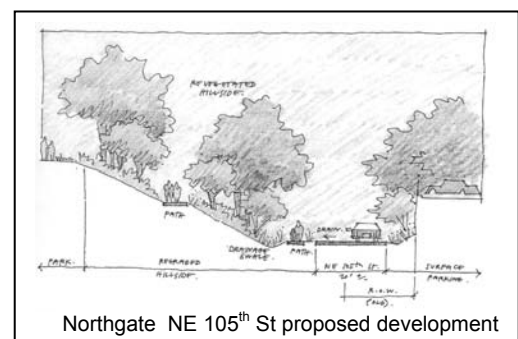 REVEGETATED
HILLSIDE.
PATH
DRAINAGE
SWALE
PATH
DRAIN.
PARK.
REGRADED
HILLSIDE.
NE 105th ST.
R.O.W.
SURFACE
PARKING.
Northgate NE 105th St proposed development